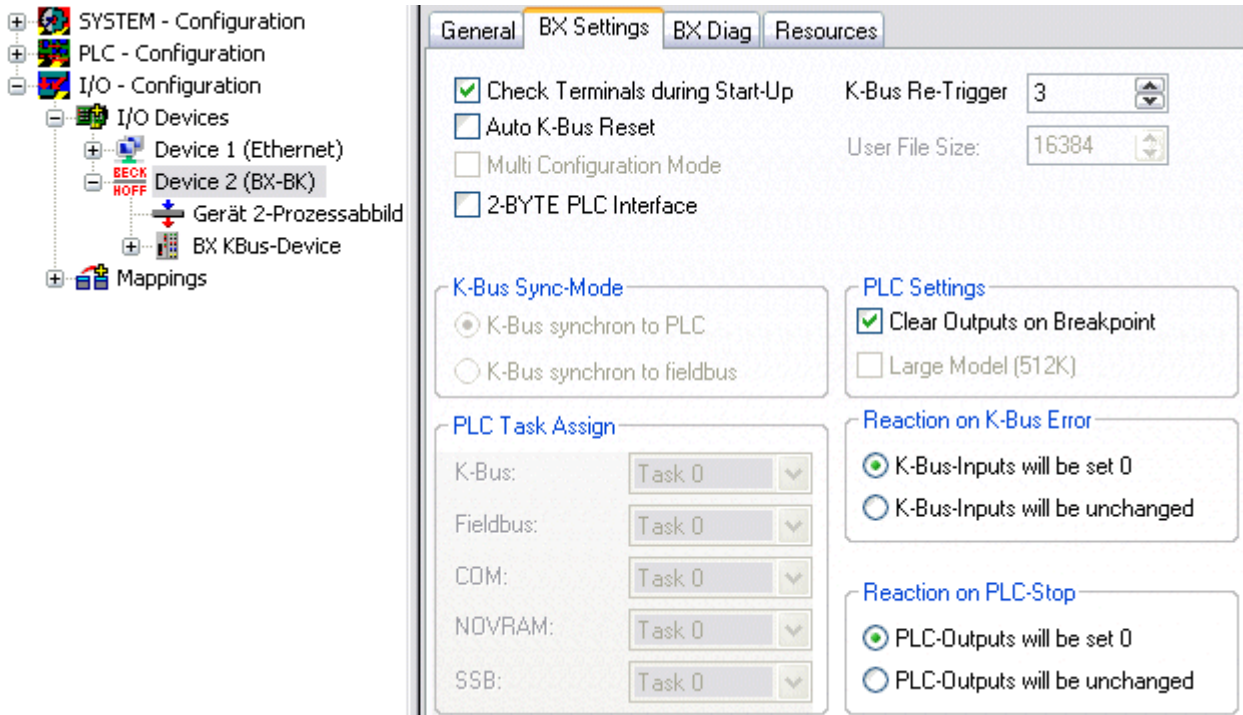 SYSTEM - Configuration
PLC - Configuration
I/O - Configuration
I/O Devices
Device 1 (Ethernet)
BECK
HOFF
Device 2 (BX-BK)
Gerät 2-Prozessabbild
BX KBus-Device
Mappings
General BX Settings BX Diag Resources
Check Terminals during Start-Up
K-Bus Re-Trigger 3
Auto K-Bus Reset
User File Size: 16384
Multi Configuration Mode
2-BYTE PLC Interface
K-Bus Sync-Mode
K-Bus synchron to PLC
K-Bus synchron to fieldbus
PLC Settings
Clear Outputs on Breakpoint
Large Model (512K)
PLC Task Assign
K-Bus: Task 0
Fieldbus: Task 0
COM: Task 0
NOVRAM: Task 0
SSB: Task 0
Reaction on K-Bus Error
K-Bus-Inputs will be set 0
K-Bus-Inputs will be unchanged
Reaction on PLC-Stop
PLC-Outputs will be set 0
PLC-Outputs will be unchanged